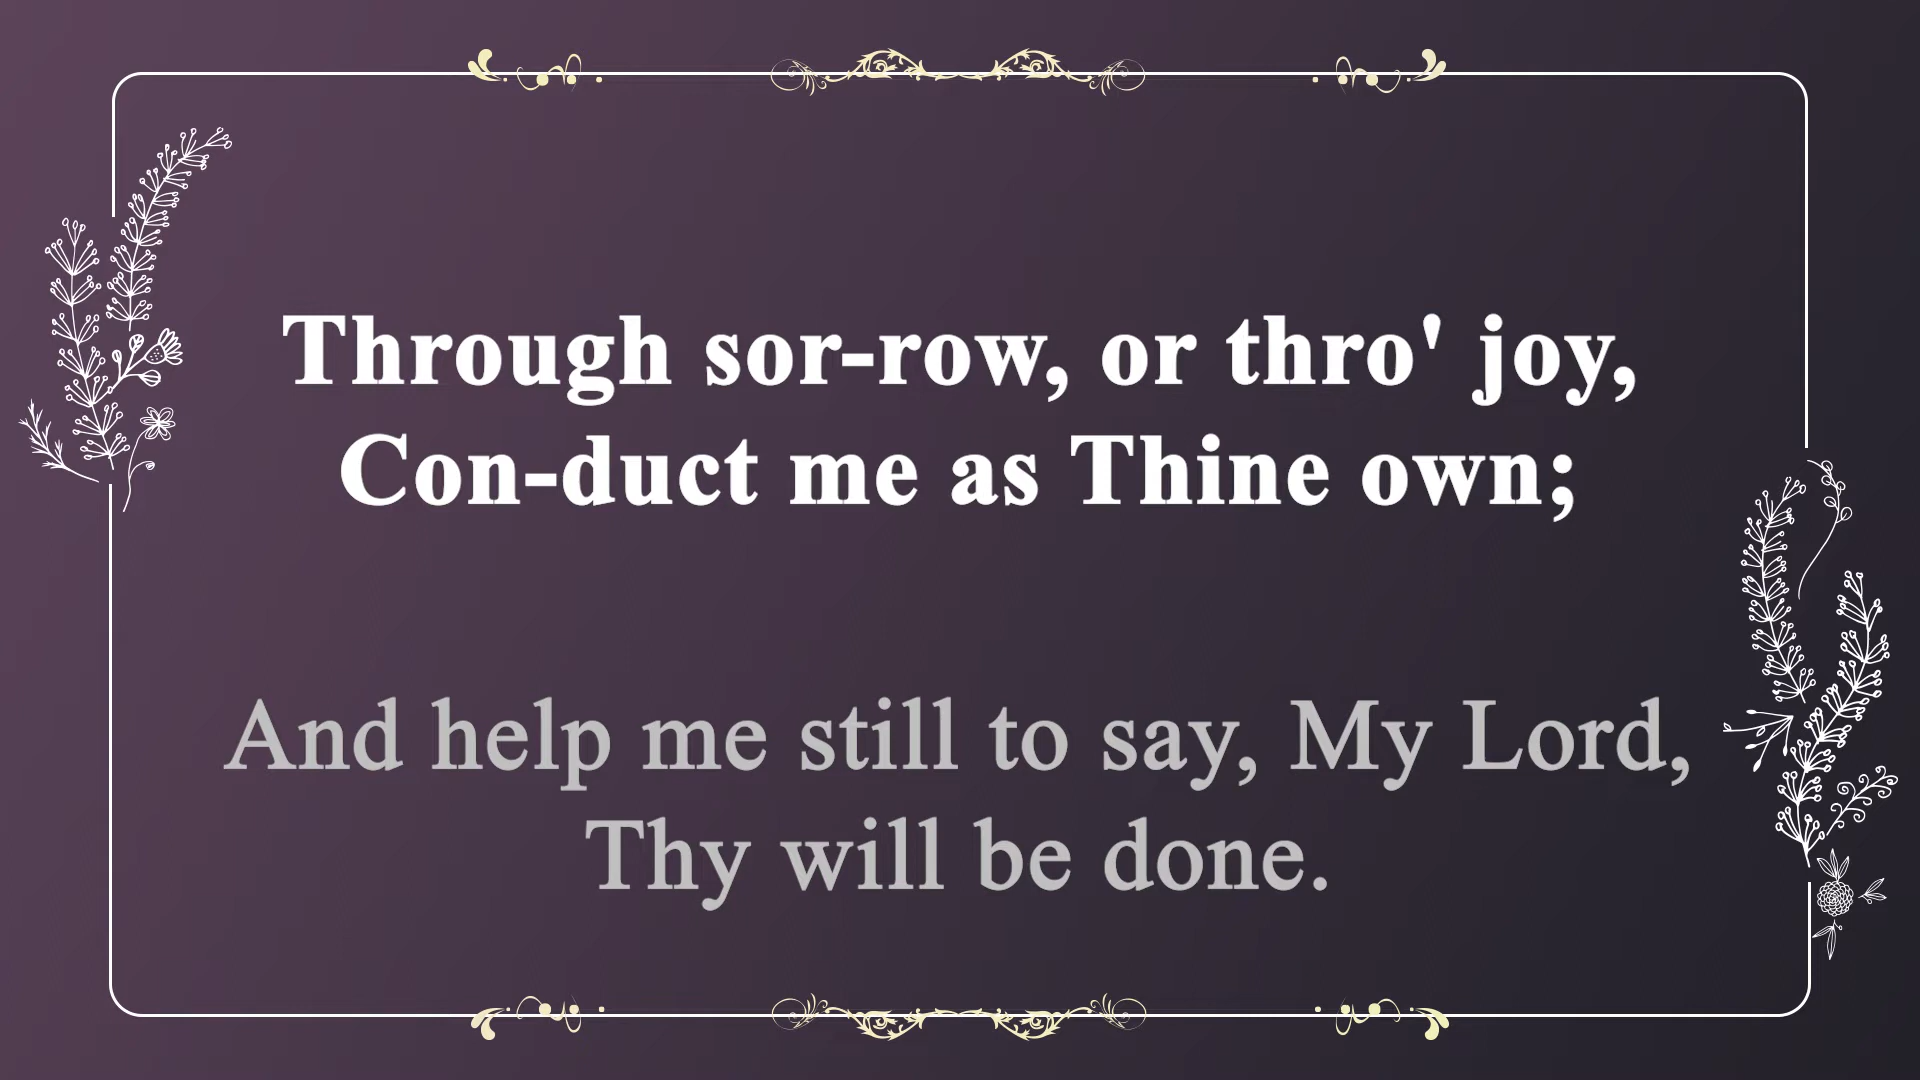 Through sor-row, or thro' joy,
Con-duct me as Thine own;
And help me still to say, My Lord,
Thy will be done.